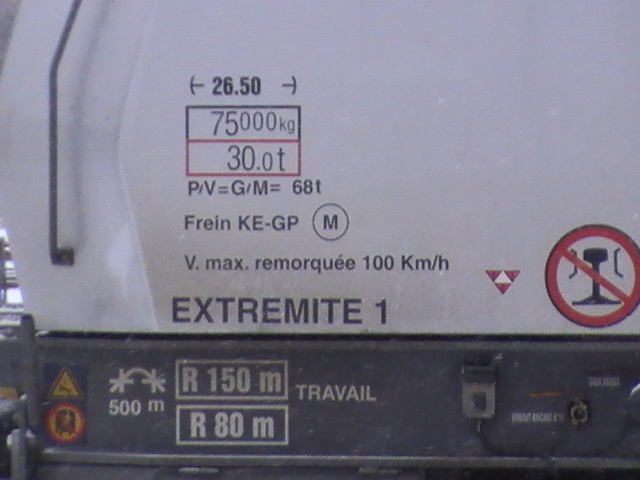 26.50
75000kg
30.0t
P/V=G/M= 68t
Frein KE-GP M
V. max. remorquée 100 Km/h
EXTREMITE 1
500 m
R 150 m
TRAVAIL
R 80 m